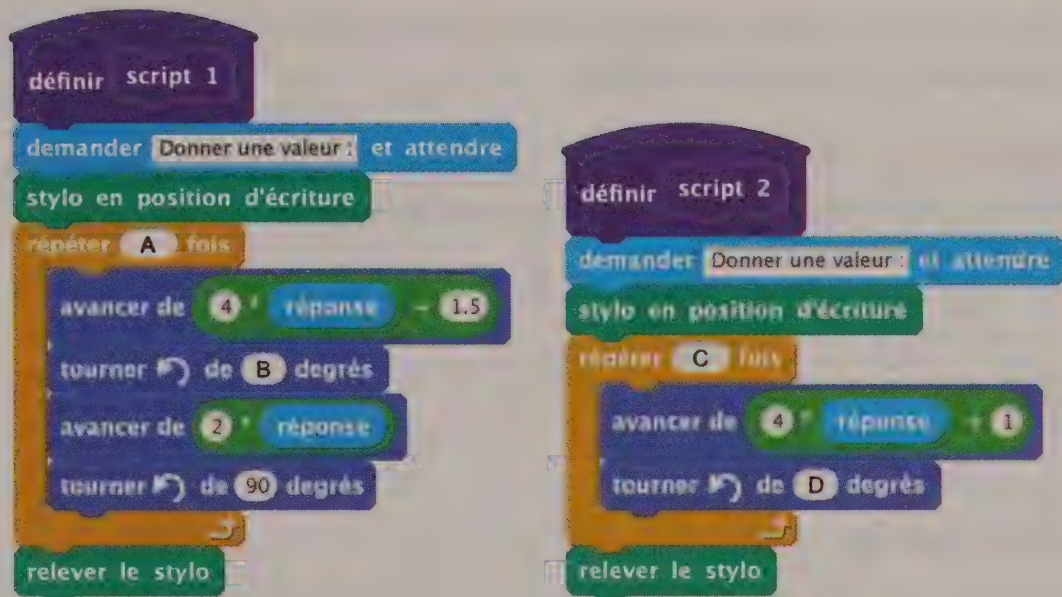 définir script 1
demander Donner une valeur : et attendre
stylo en position d'écriture
répéter A fois
avancer de 4 * réponse - 1.5
tourner de B degrés
avancer de 2 * réponse
tourner de 90 degrés
relever le stylo
définir script 2
demander Donner une valeur : et attendre
stylo en position d'écriture
répéter C fois
avancer de 4 * réponse + 1
tourner de D degrés
relever le stylo